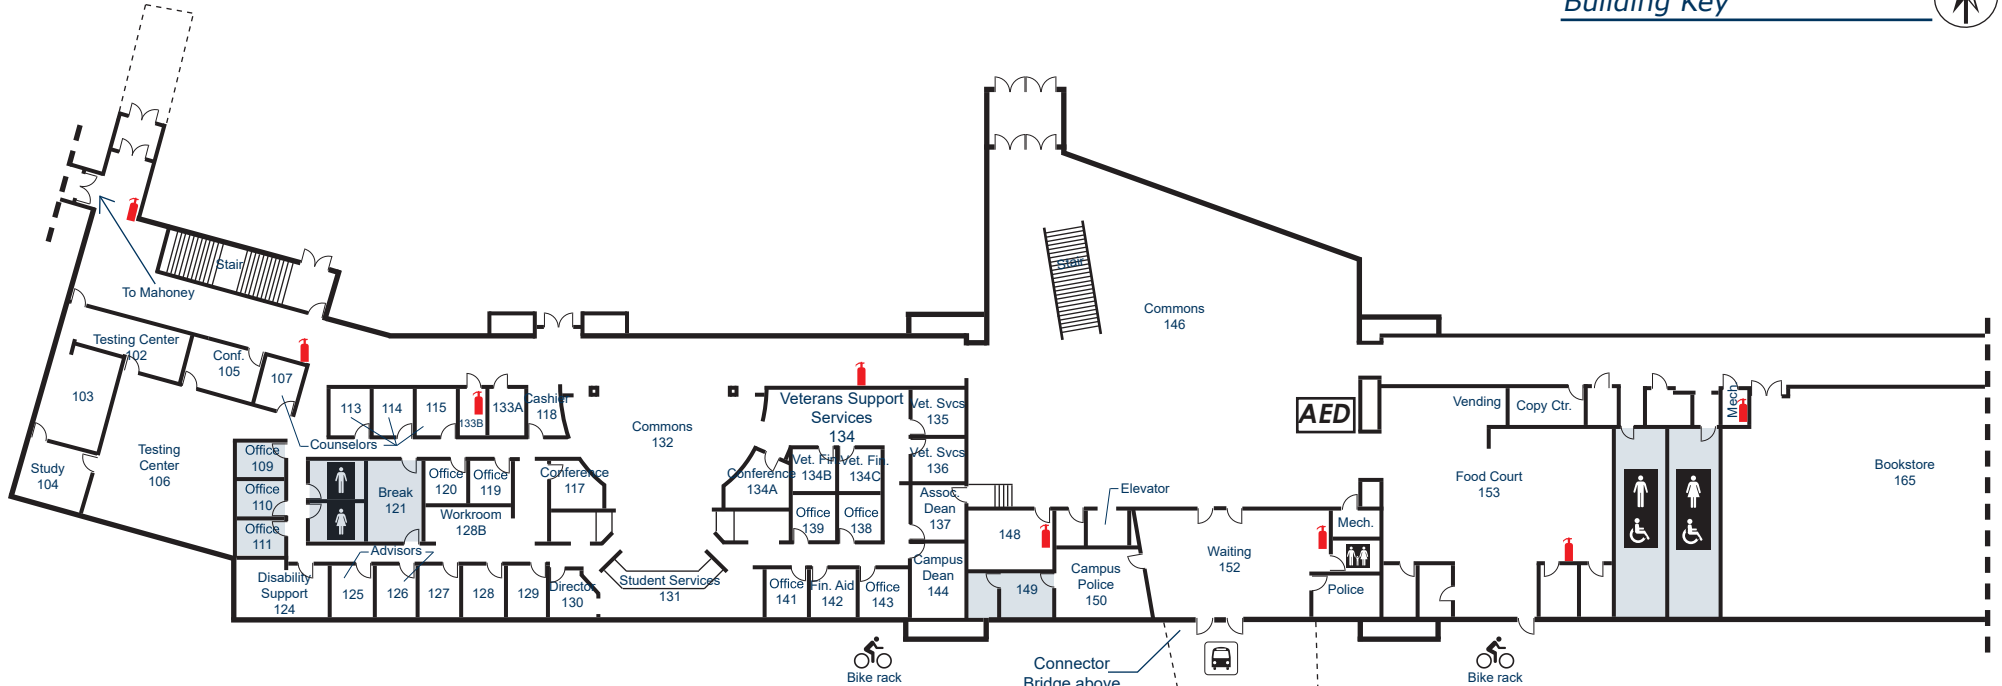 Building Key
Stair
To Mahoney
Testing Center
102
Conf.
105
107
103
Study
104
Testing
Center
106
113
114
115
133B
133A
Cashier
118
Counselors
Office
109
Office
110
Office
111
Break
121
Office
120
Office
119
Workroom
128B
Conference
117
Advisors
Disability
Support
124
125
126
127
128
129
Director
130
Commons
132
Student Services
131
Veterans Support
Services
134
Conference
134A
Vet. Fin.
134B
Vet. Fin.
134C
Office
139
Office
138
Office
141
Fin. Aid
142
Office
143
Vet. Svcs
135
Vet. Svcs
136
Assoc.
Dean
137
Campus
Dean
144
Stair
Commons
146
148
149
Elevator
Campus
Police
150
Waiting
152
Mech.
Police
AED
Vending
Copy Ctr.
Mech
Food Court
153
Bookstore
165
Bike rack
Connector
Bridge above
Bike rack